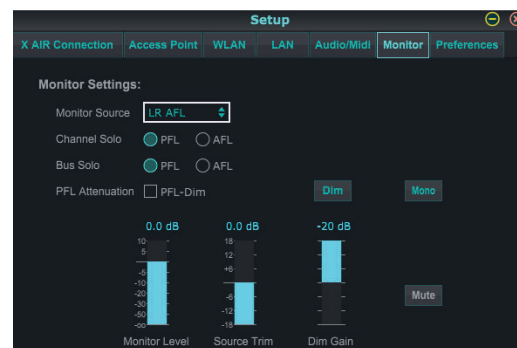 Setup
X AIR Connection Access Point WLAN LAN Audio/Midi Monitor Preferences
Monitor Settings:
Monitor Source LR AFL
Channel Solo PFL AFL
Bus Solo PFL AFL
PFL Attenuation PFL-Dim Dim Mono
0.0 dB 0.0 dB -20 dB
10 18
5 12
+6
-5
-10
-20 -6
-30
-50 -12
-oo -18
Mute
Monitor Level Source Trim Dim Gain